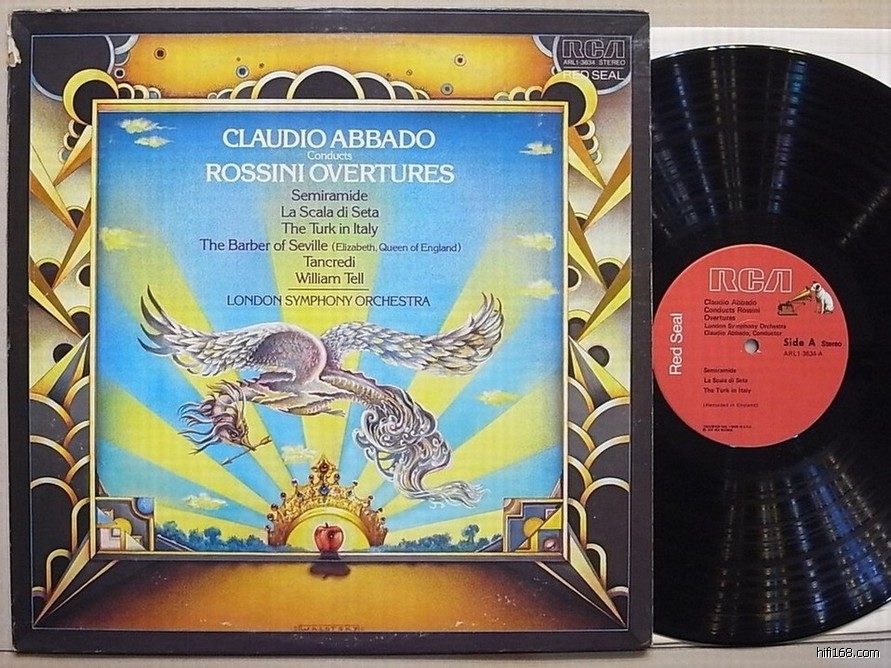 RCA
ARL1-3634 STEREO
RED SEAL
CLAUDIO ABBADO
Conducts
ROSSINI OVERTURES
Semiramide
La Scala di Seta
The Turk in Italy
The Barber of Seville (Elizabeth, Queen of England)
Tancredi
William Tell
LONDON SYMPHONY ORCHESTRA
RCA
Red Seal
Claudio Abbado
Conducts Rossini
Overtures
London Symphony Orchestra
Claudio Abbado, Conductor
Side A Stereo
ARL1-3634-A
Semiramide
La Scala di Seta
The Turk in Italy
(Recorded in England)
hifi168.com